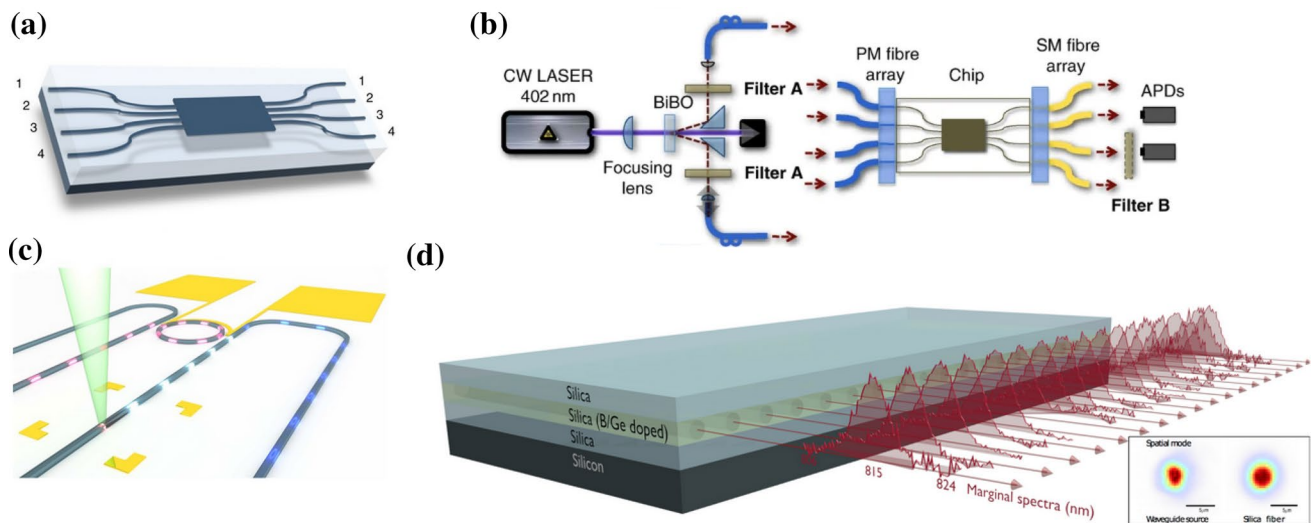 (a)
1
2
3
4
1
2
3
4
(b)
CW LASER
402 nm
BiBO
Focusing
lens
Filter A
Filter A
PM fibre
array
Chip
SM fibre
array
APDs
Filter B
(c)
(d)
Silica
Silica (B/Ge doped)
Silica
Silicon
815
824
Marginal spectra (nm)
Spatial mode
Waveguide source
Silica fiber